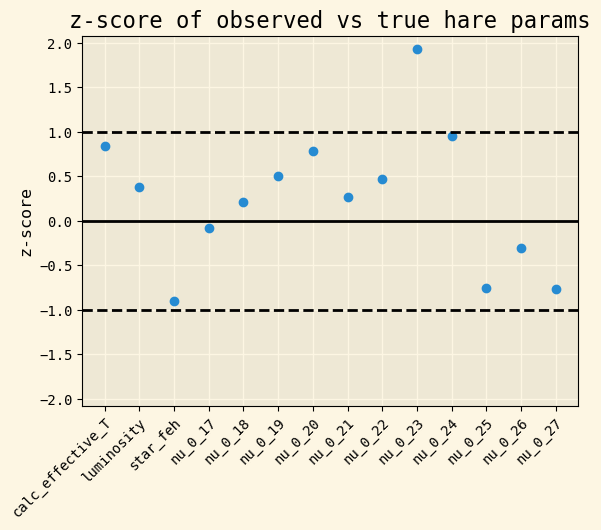 z-score of observed vs true hare params
z-score
2.0
1.5
1.0
0.5
0.0
−0.5
−1.0
−1.5
−2.0
calc_effective_T
luminosity
star_feh
nu_0_17
nu_0_18
nu_0_19
nu_0_20
nu_0_21
nu_0_22
nu_0_23
nu_0_24
nu_0_25
nu_0_26
nu_0_27